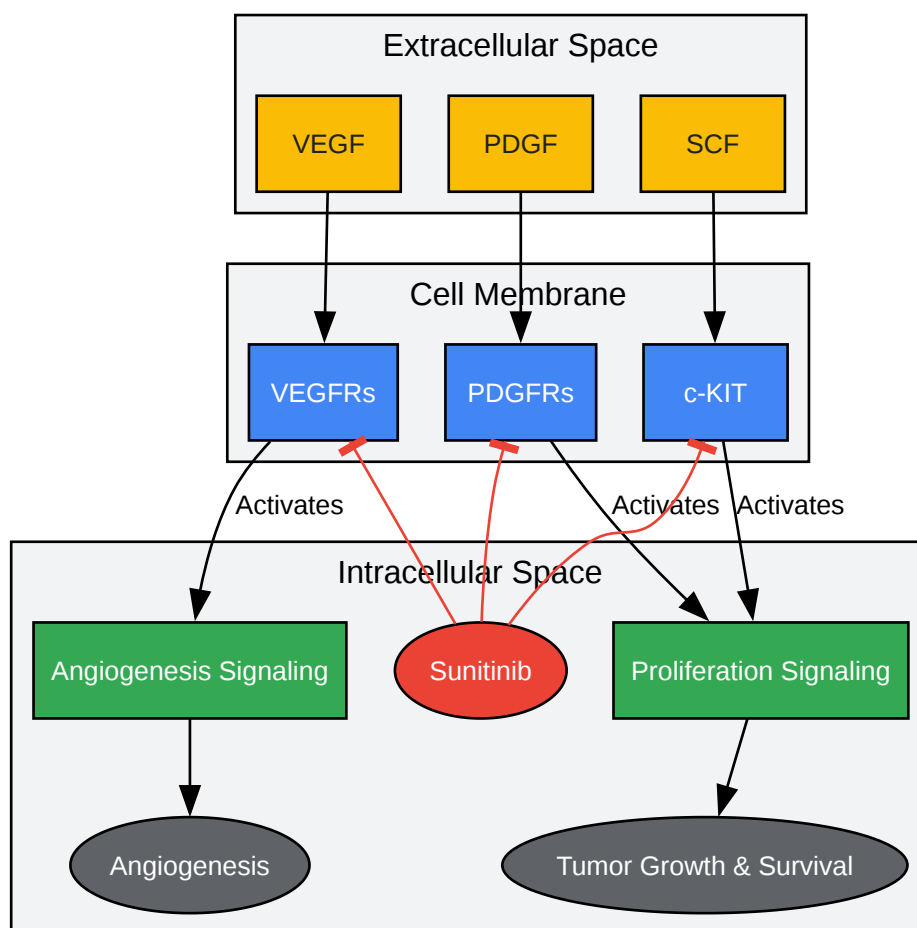 Extracellular Space
VEGF
PDGF
SCF
Cell Membrane
VEGFRs
PDGFRs
c-KIT
Activates
Activates
Activates
Intracellular Space
Angiogenesis Signaling
Sunitinib
Proliferation Signaling
Angiogenesis
Tumor Growth & Survival